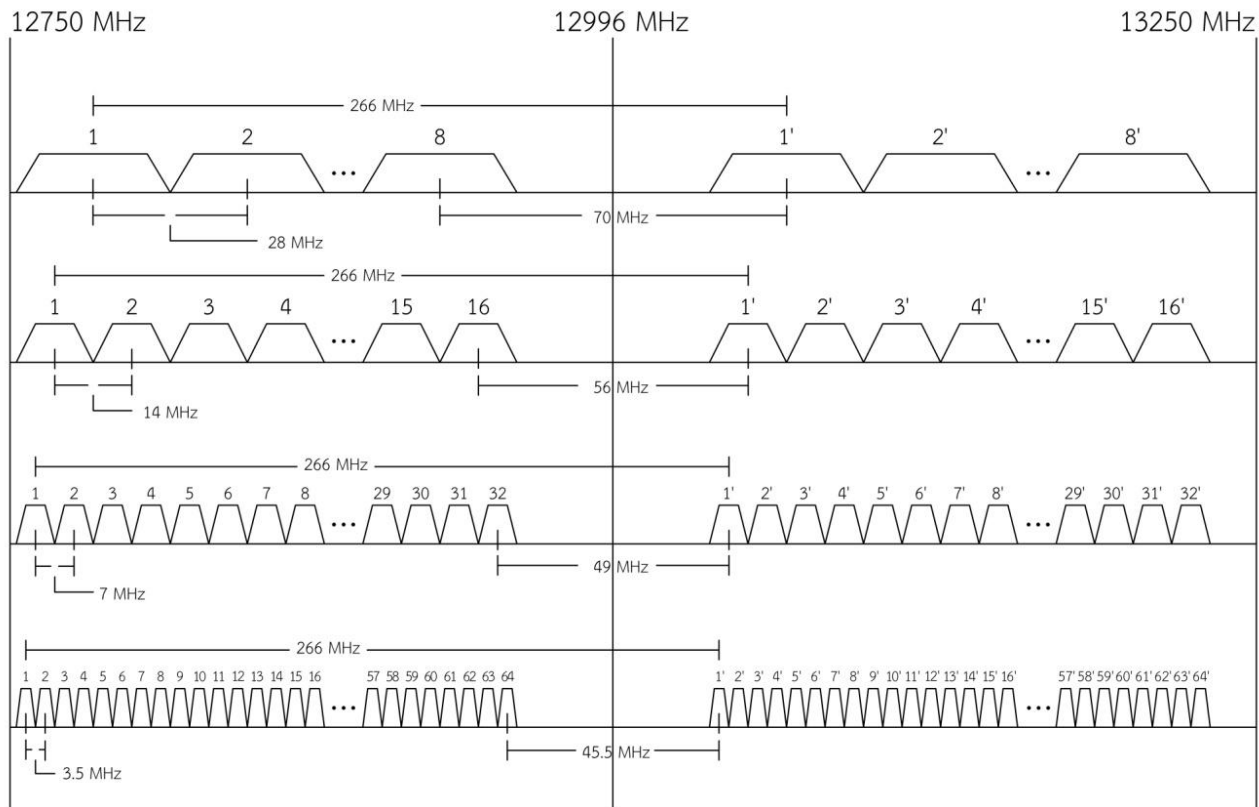 12750 MHz 12996 MHz 13250 MHz
266 MHz
1 2 8 1' 2' 8'
... ...
70 MHz
28 MHz
266 MHz
1 2 3 4 15 16 1' 2' 3' 4' 15' 16'
... ...
56 MHz
14 MHz
266 MHz
1 2 3 4 5 6 7 8 29 30 31 32 1' 2' 3' 4' 5' 6' 7' 8' 29' 30' 31' 32'
... ...
49 MHz
7 MHz
266 MHz
1 2 3 4 5 6 7 8 9 10 11 12 13 14 15 16 57 58 59 60 61 62 63 64 1' 2' 3' 4' 5' 6' 7' 8' 9' 10' 11' 12' 13' 14' 15' 16' 57' 58' 59' 60' 61' 62' 63' 64'
... ...
45.5 MHz
3.5 MHz